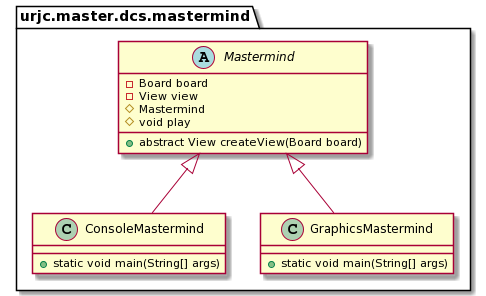 urjc.master.dcs.mastermind
A Mastermind
Board board
View view
Mastermind
void play
abstract View createView(Board board)
C ConsoleMastermind
static void main(String[] args)
C GraphicsMastermind
static void main(String[] args)